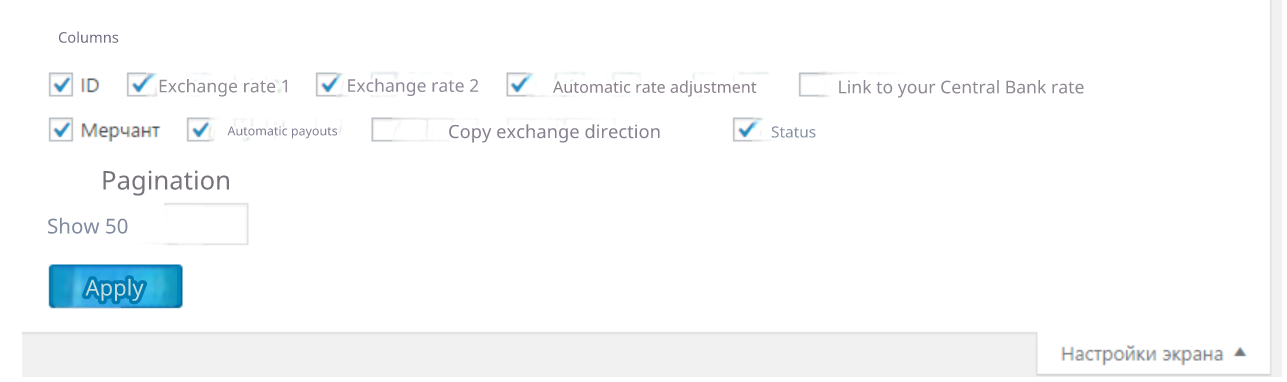 Columns
ID Exchange rate 1 Exchange rate 2 Automatic rate adjustment Link to your Central Bank rate
Мерчант Automatic payouts Copy exchange direction Status
Pagination
Show 50
Apply
Настройки экрана